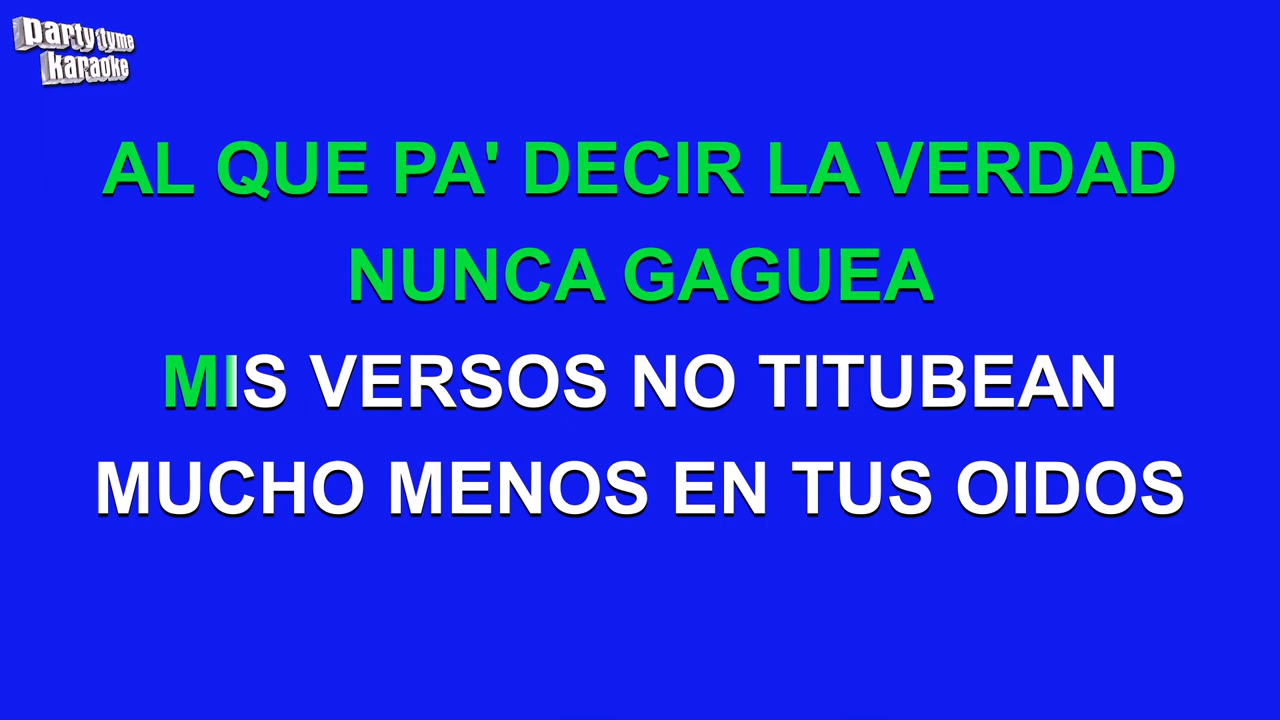 party tyme
karaoke
AL QUE PA' DECIR LA VERDAD
NUNCA GAGUEA
MIS VERSOS NO TITUBEAN
MUCHO MENOS EN TUS OIDOS